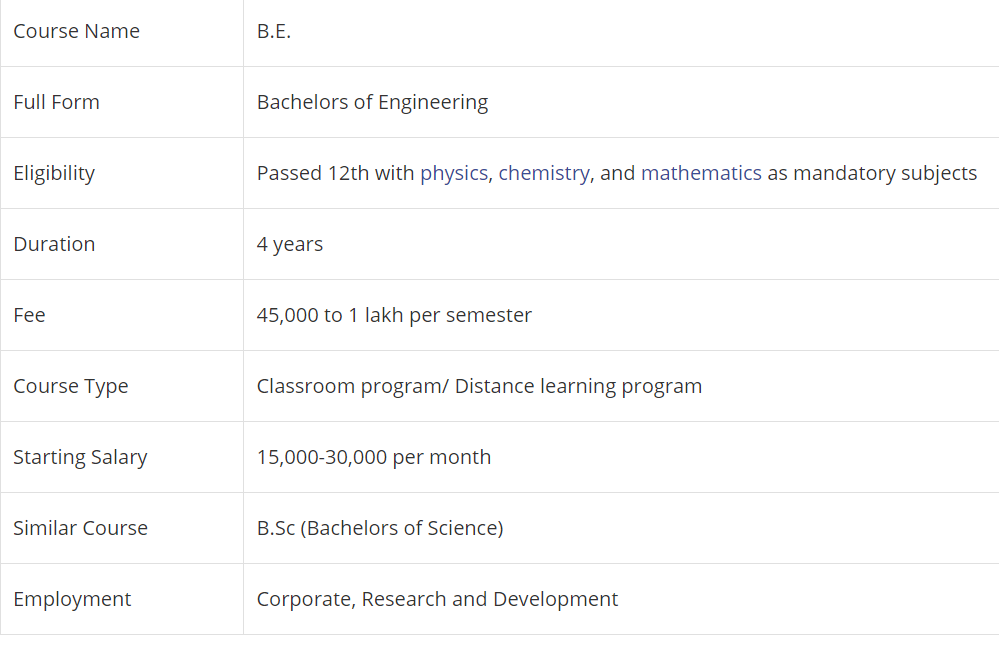 Course Name B.E.
Full Form Bachelors of Engineering
Eligibility Passed 12th with physics, chemistry, and mathematics as mandatory subjects
Duration 4 years
Fee 45,000 to 1 lakh per semester
Course Type Classroom program/ Distance learning program
Starting Salary 15,000-30,000 per month
Similar Course B.Sc (Bachelors of Science)
Employment Corporate, Research and Development